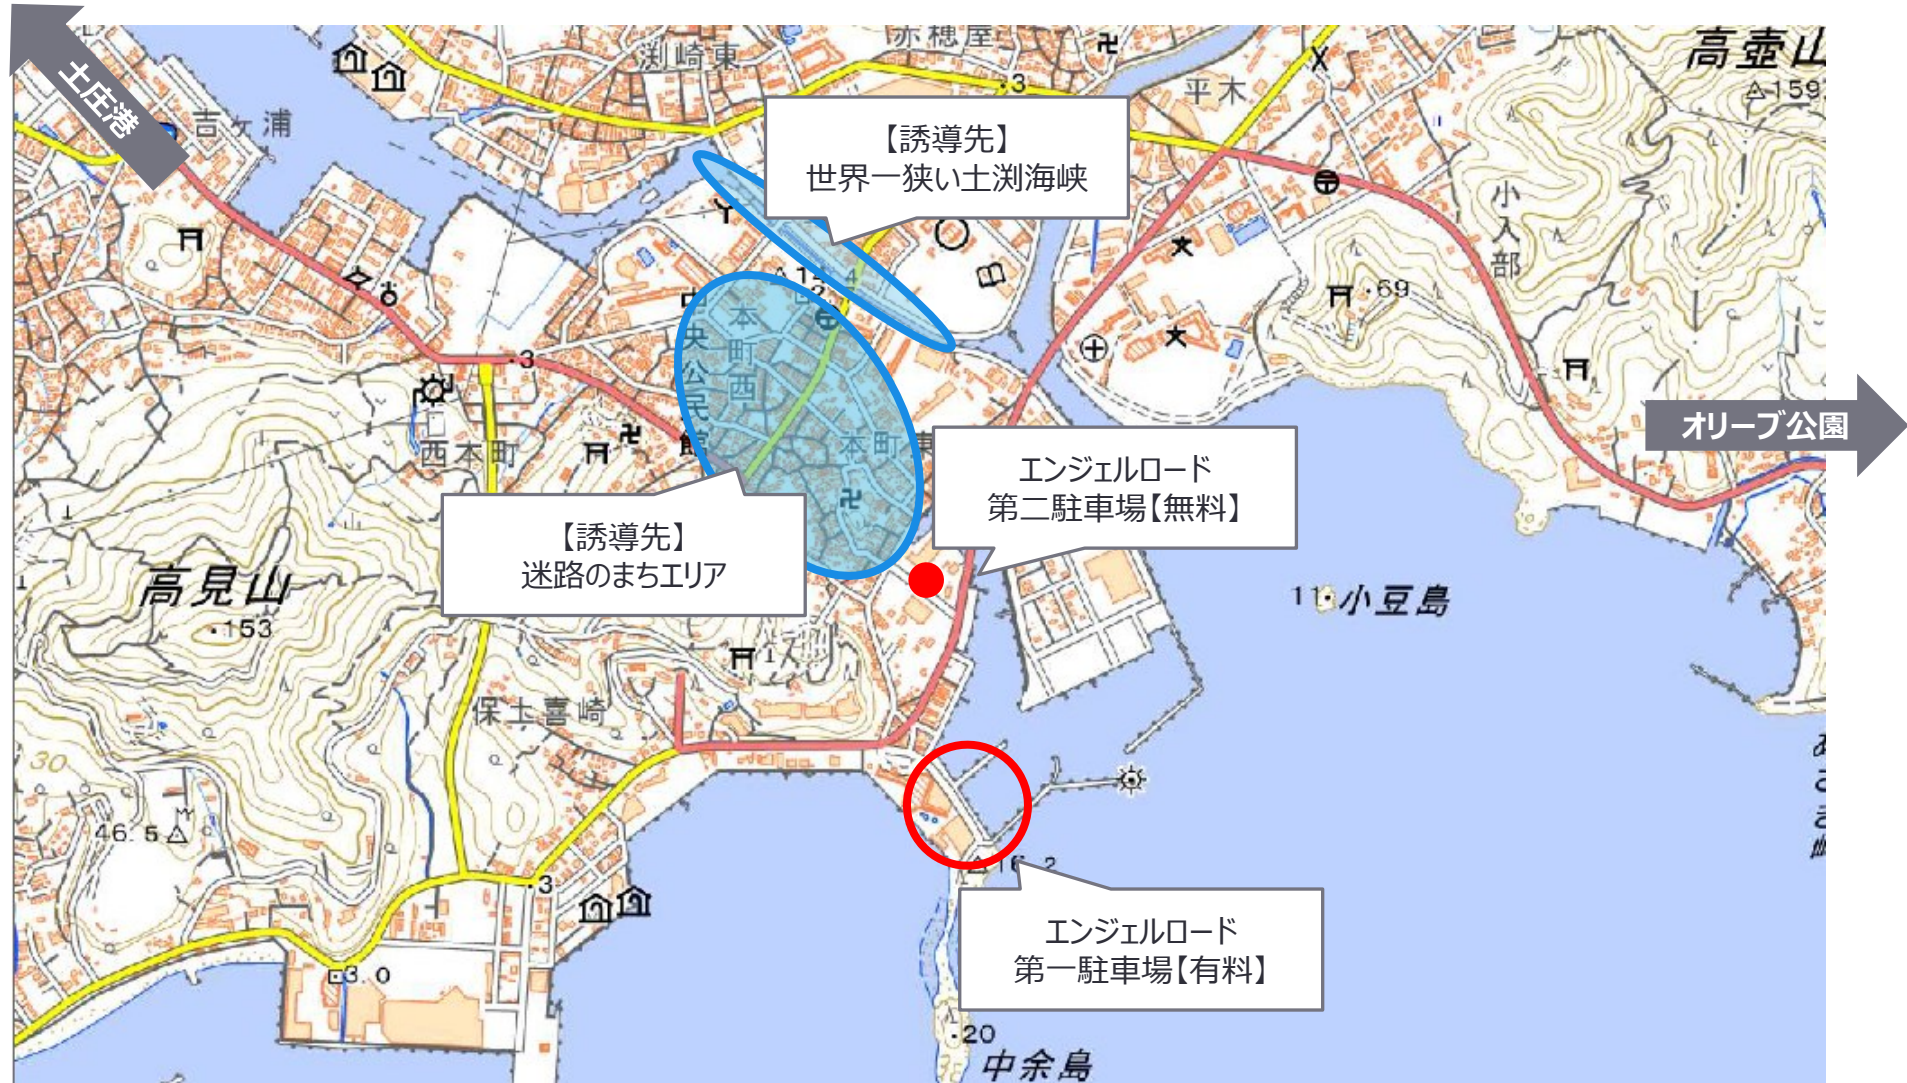 土庄港
吉ヶ浦
渕崎東
赤穂屋
3
平木
高壺山
159
【誘導先】
世界一狭い土渕海峡
小入部
69
中央公民館
本町西
3
本町東
西本町
オリーブ公園
エンジェルロード
第二駐車場【無料】
【誘導先】
迷路のまちエリア
高見山
153
小豆島
保土喜崎
30
46.5
16.2
3
エンジェルロード
第一駐車場【有料】
3.0
20
中余島